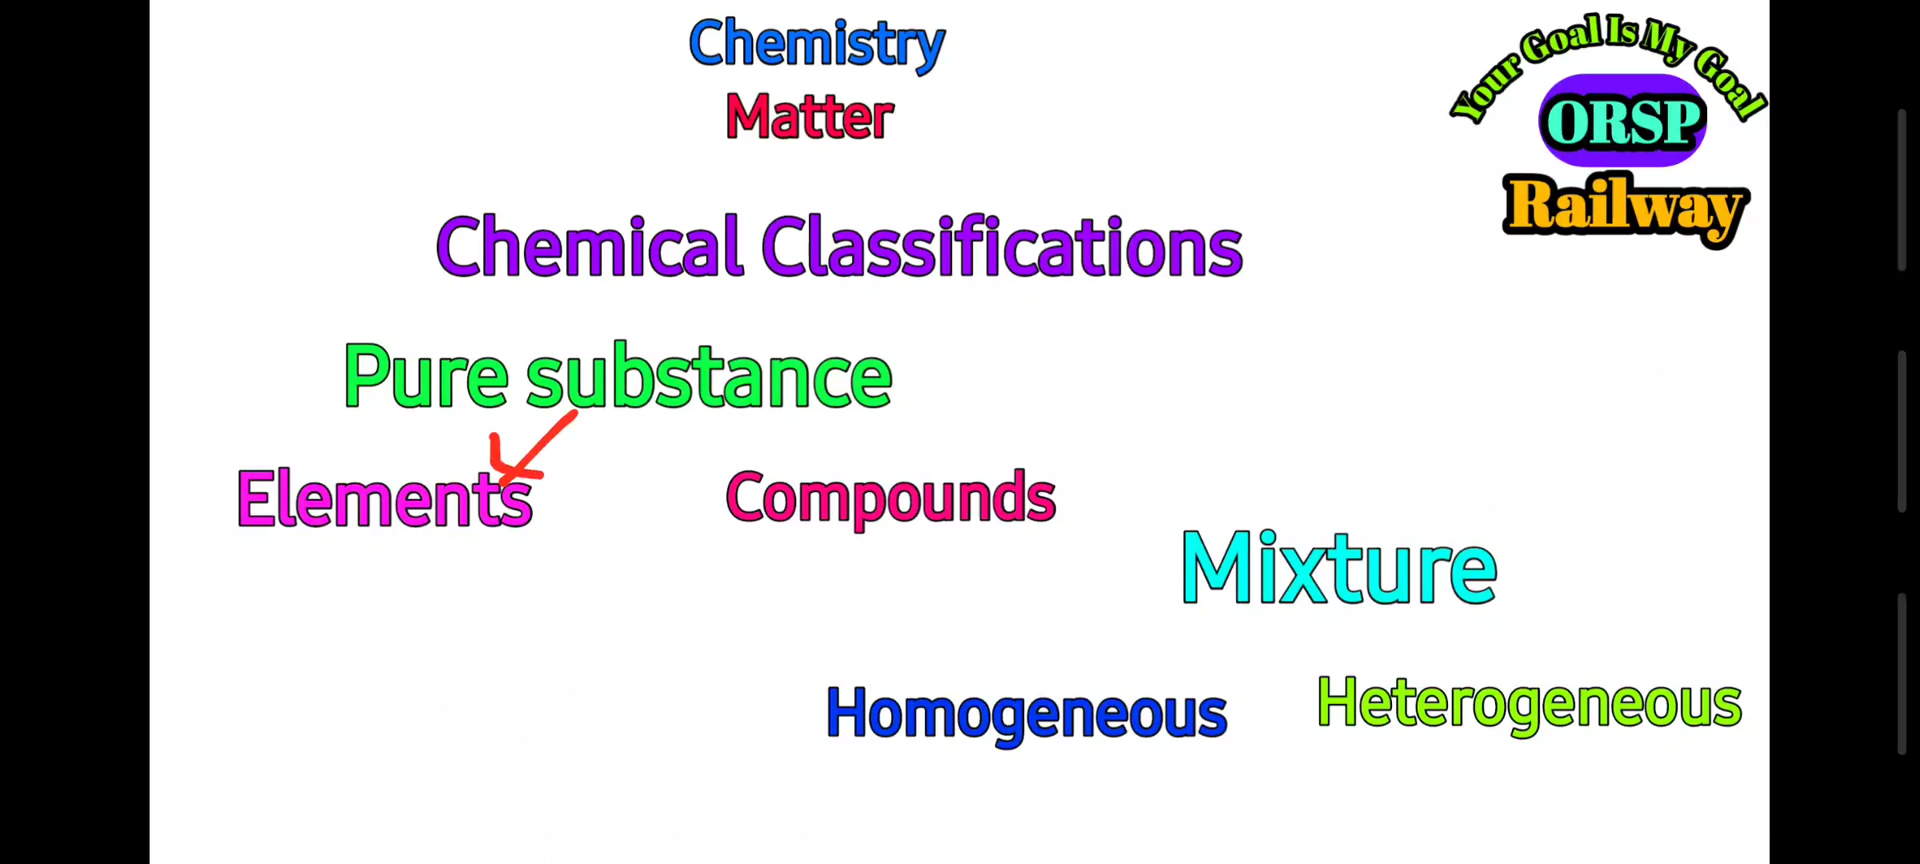 Chemistry
Matter
Your Goal Is My Goal
ORSP
Railway
Chemical Classifications
Pure substance
Elements
Compounds
Mixture
Homogeneous
Heterogeneous